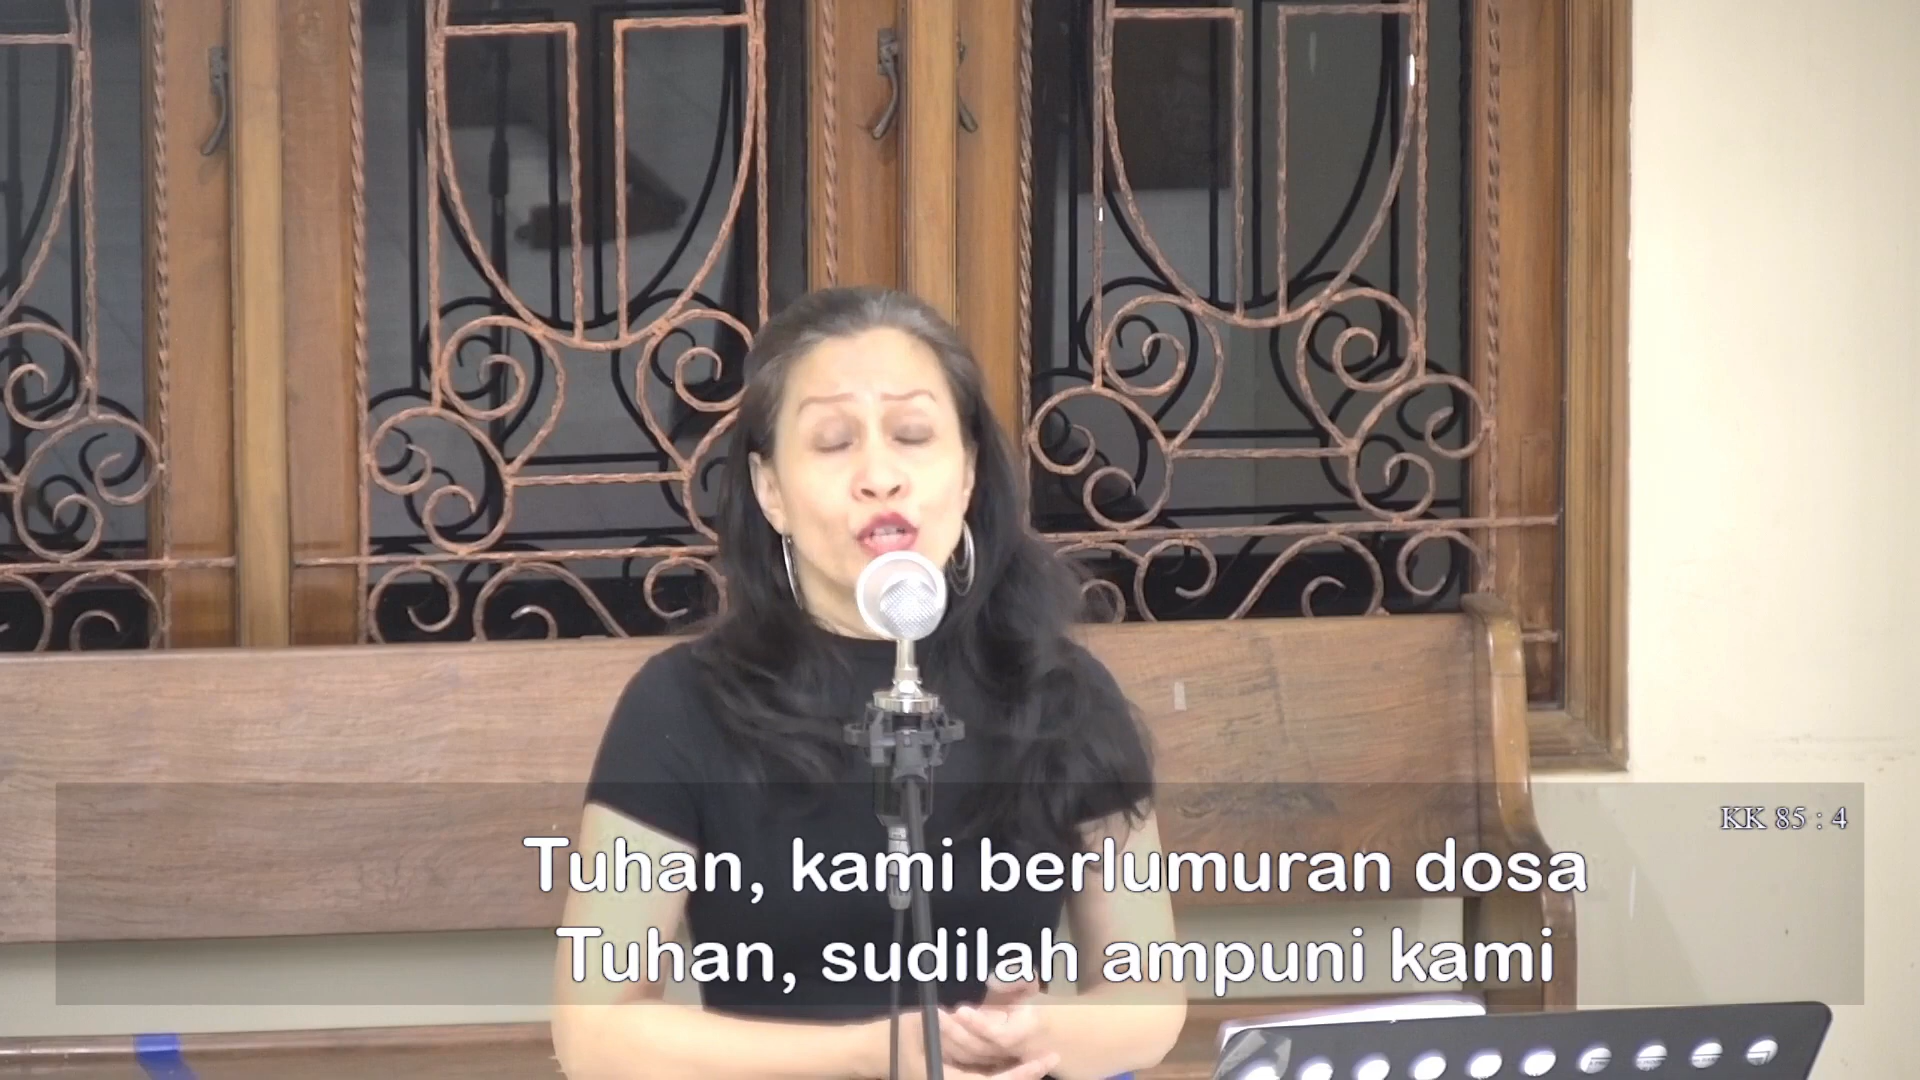 KK 85 : 4
Tuhan, kami berlumuran dosa
Tuhan, sudilah ampuni kami